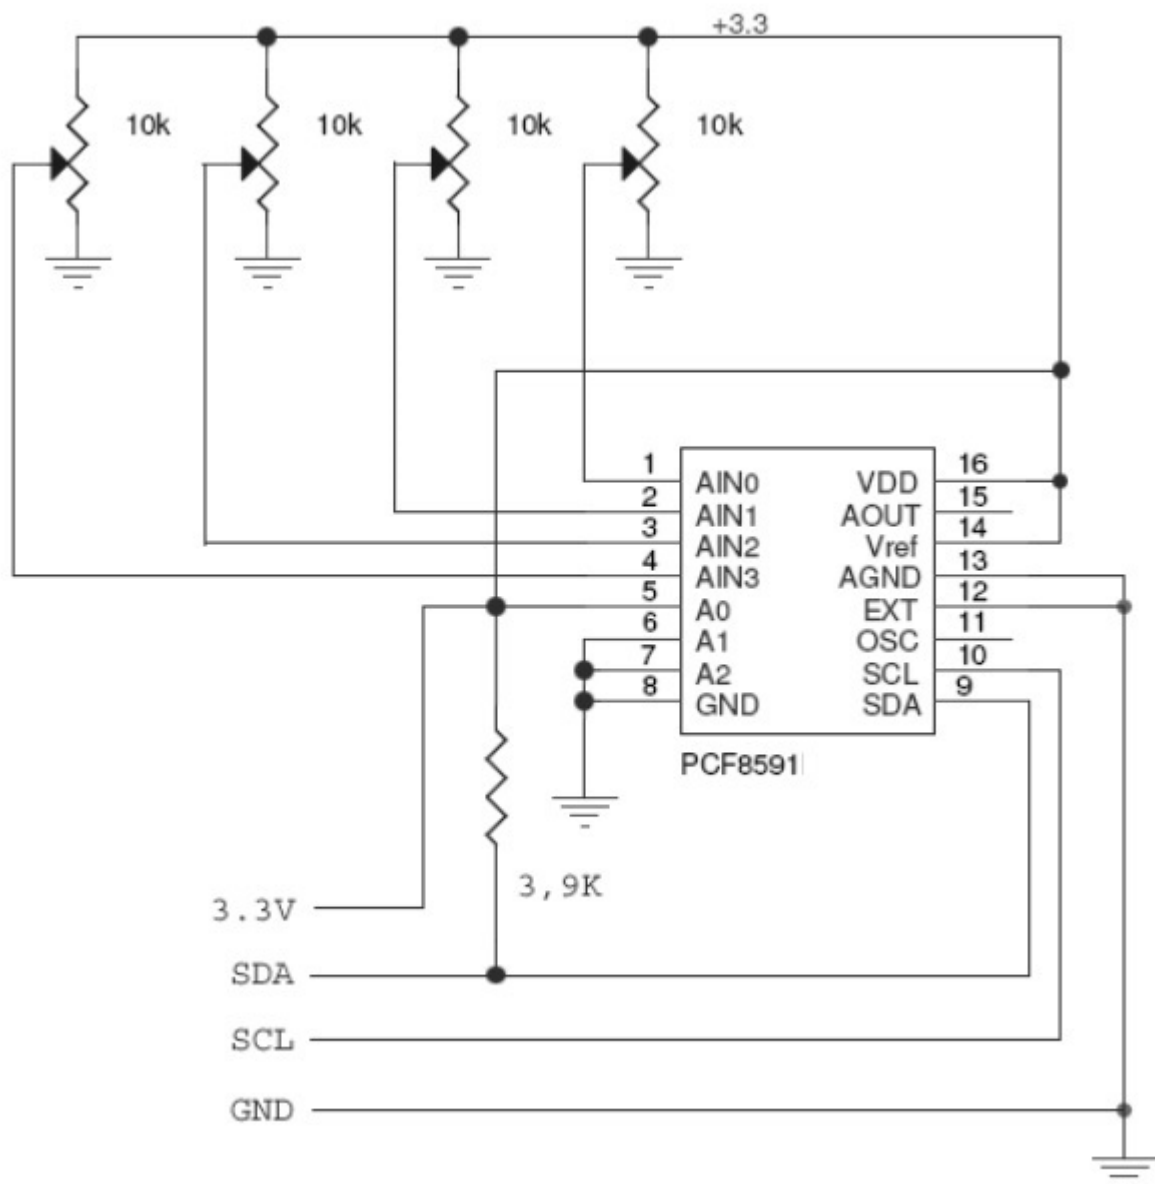 +3.3
10k 10k 10k 10k
1 AIN0 VDD 16
2 AIN1 AOUT 15
3 AIN2 Vref 14
4 AIN3 AGND 13
5 A0 EXT 12
6 A1 OSC 11
7 A2 SCL 10
8 GND SDA 9
PCF8591
3,9K
3.3V
SDA
SCL
GND